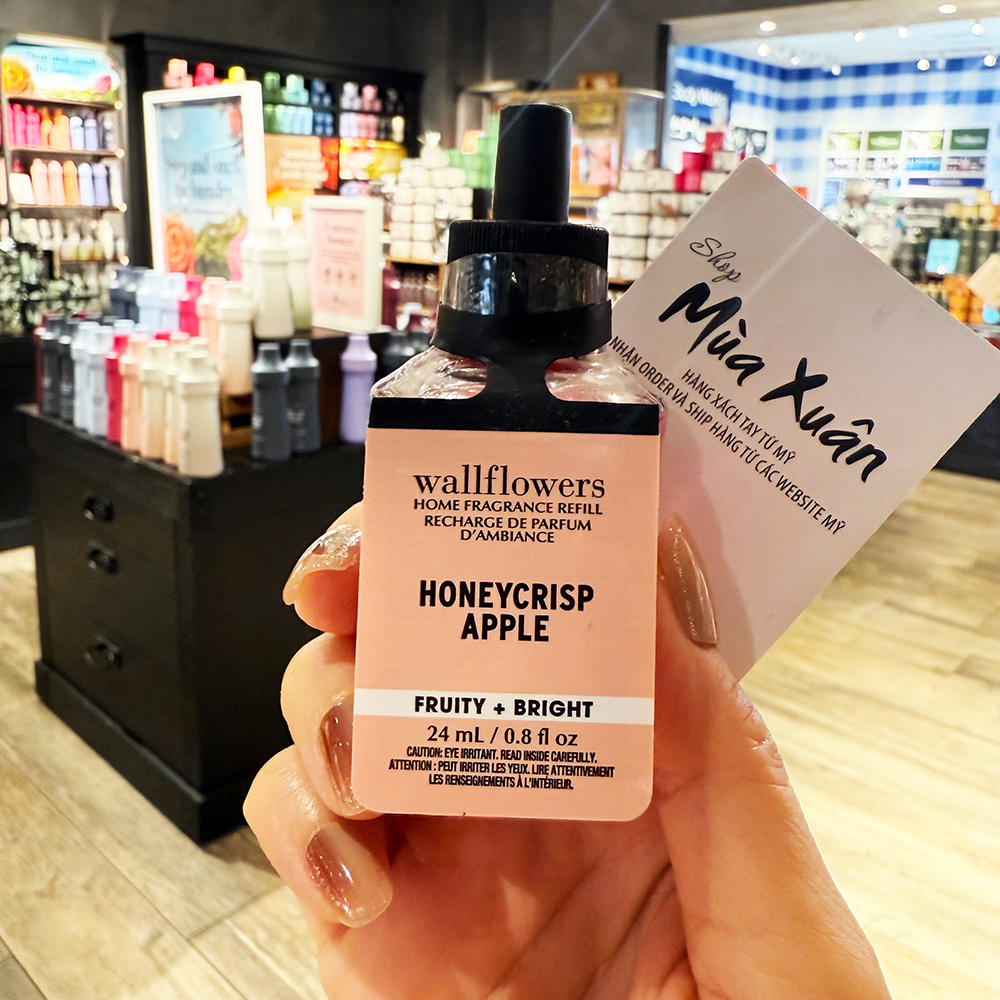 wallflowers
HOME FRAGRANCE REFILL
RECHARGE DE PARFUM
D'AMBIANCE
HONEYCRISP
APPLE
FRUITY + BRIGHT
24 mL / 0.8 fl oz
CAUTION: EYE IRRITANT. READ INSIDE CAREFULLY.
ATTENTION : PEUT IRRITER LES YEUX. LIRE ATTENTIVEMENT
LES RENSEIGNEMENTS À L'INTÉRIEUR.
Shop
Mùa Xuân
HÀNG XÁCH TAY TỪ MỸ
NHẬN ORDER VÀ SHIP HÀNG TỪ CÁC WEBSITE MỸ